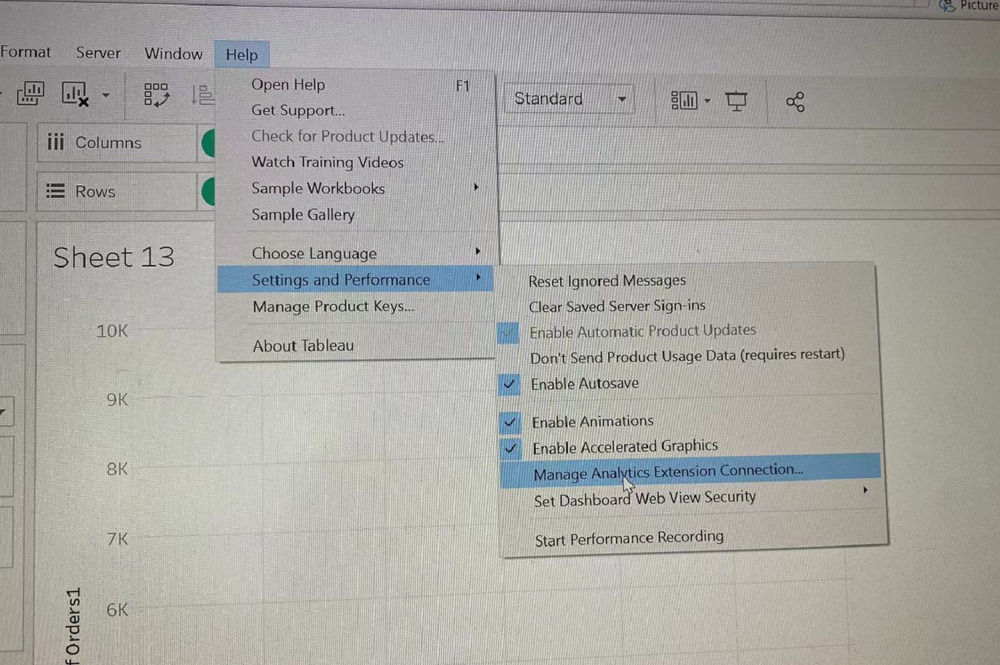 Picture
Format Server Window Help
Open Help F1
Get Support...
Check for Product Updates...
Watch Training Videos
Sample Workbooks
Sample Gallery
Choose Language
Settings and Performance
Manage Product Keys...
About Tableau
Standard
Columns
Rows
Sheet 13
Reset Ignored Messages
Clear Saved Server Sign-ins
Enable Automatic Product Updates
Don't Send Product Usage Data (requires restart)
Enable Autosave
Enable Animations
Enable Accelerated Graphics
Manage Analytics Extension Connection...
Set Dashboard Web View Security
Start Performance Recording
10K
9K
8K
7K
6K
f Orders1